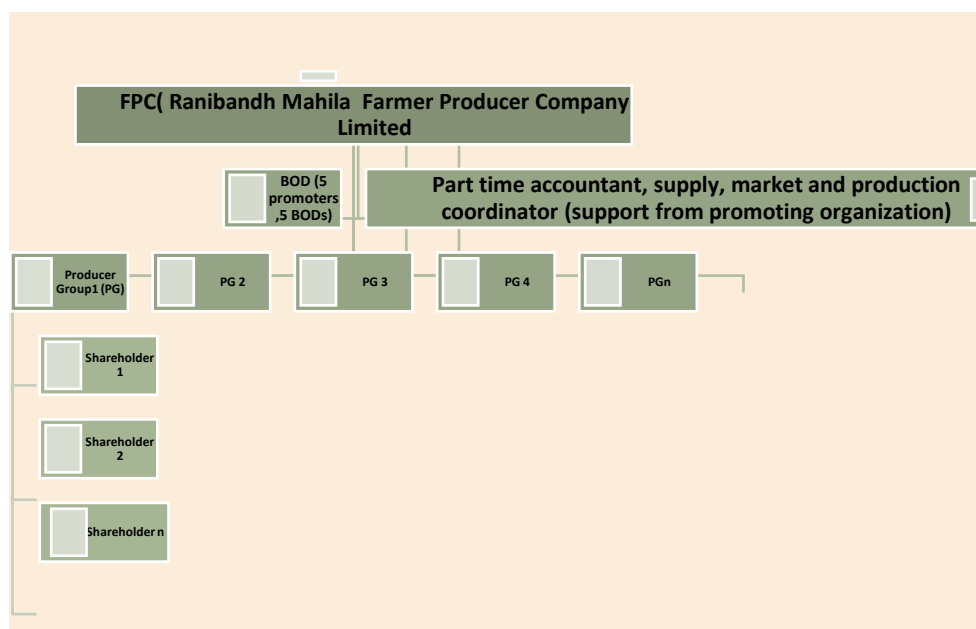 FPC( Ranibandh Mahila Farmer Producer Company
Limited
BOD (5
promoters
,5 BODs)
Part time accountant, supply, market and production
coordinator (support from promoting organization)
Producer
Group1 (PG)
PG 2
PG 3
PG 4
PGn
Shareholder
1
Shareholder
2
Shareholder n